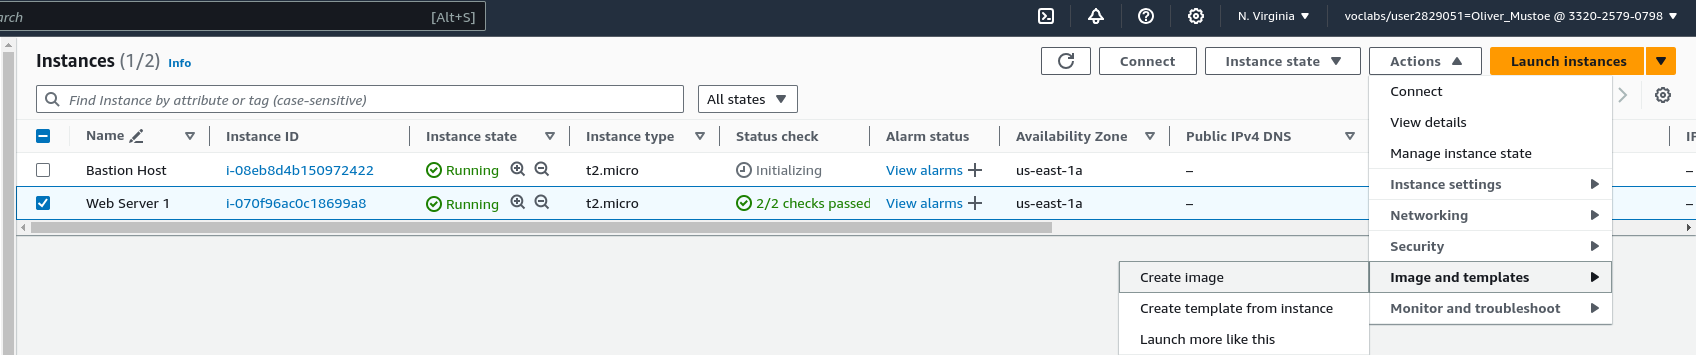 arch [Alt+S] N. Virginia voclabs/user2829051=Oliver_Mustoe @ 3320-2579-0798
Instances (1/2) Info Connect Instance state Actions Launch instances
Find Instance by attribute or tag (case-sensitive) All states
Name Instance ID Instance state Instance type Status check Alarm status Availability Zone Public IPv4 DNS IP
Bastion Host i-08eb8d4b150972422 Running t2.micro Initializing View alarms us-east-1a – –
Web Server 1 i-070f96ac0c18699a8 Running t2.micro 2/2 checks passed View alarms us-east-1a – –
Connect
View details
Manage instance state
Instance settings
Networking
Security
Image and templates
Monitor and troubleshoot
Create image
Create template from instance
Launch more like this